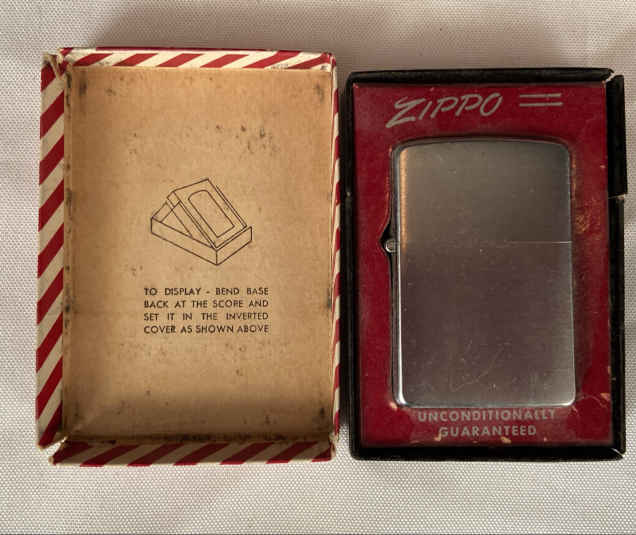 TO DISPLAY - BEND BASE
BACK AT THE SCORE AND
SET IT IN THE INVERTED
COVER AS SHOWN ABOVE
ZIPPO
UNCONDITIONALLY
GUARANTEED